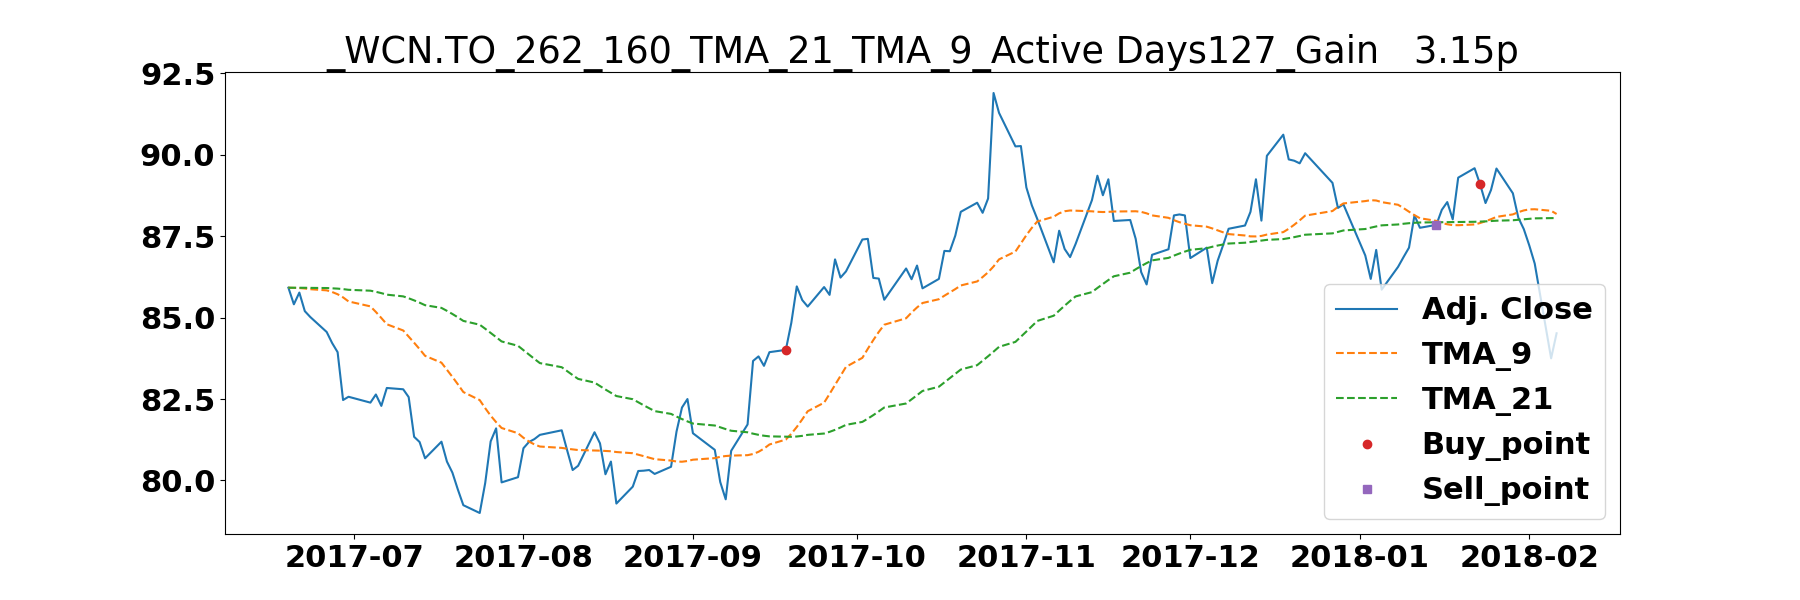 _WCN.TO_262_160_TMA_21_TMA_9_Active Days127_Gain   3.15p
92.5
90.0
87.5
85.0
82.5
80.0
Adj. Close
TMA_9
TMA_21
Buy_point
Sell_point
2017-07 2017-08 2017-09 2017-10 2017-11 2017-12 2018-01 2018-02